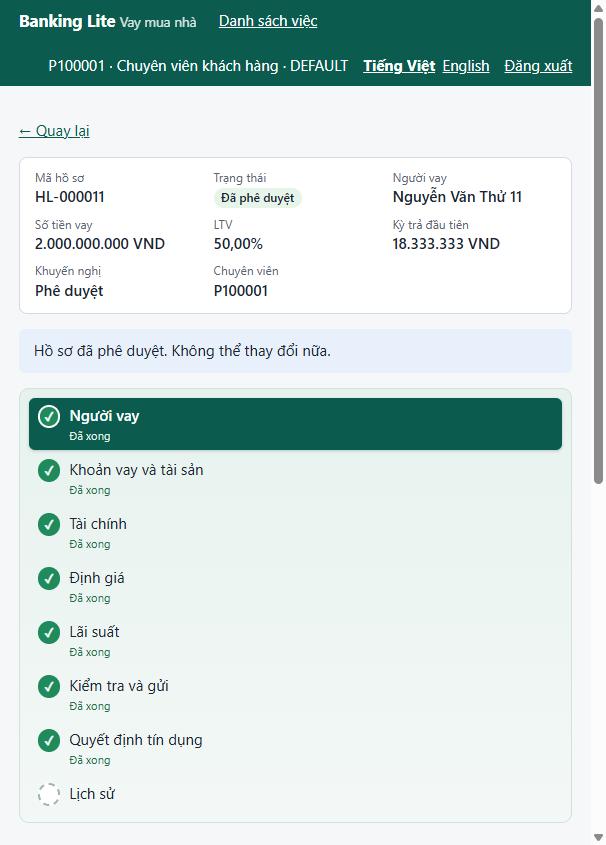 Banking Lite Vay mua nhà Danh sách việc
P100001 · Chuyên viên khách hàng · DEFAULT Tiếng Việt English Đăng xuất
← Quay lại
Mã hồ sơ Trạng thái Người vay
HL-000011 Đã phê duyệt Nguyễn Văn Thử 11
Số tiền vay LTV Kỳ trả đầu tiên
2.000.000.000 VND 50,00% 18.333.333 VND
Khuyến nghị Chuyên viên
Phê duyệt P100001
Hồ sơ đã phê duyệt. Không thể thay đổi nữa.
Người vay
Đã xong
Khoản vay và tài sản
Đã xong
Tài chính
Đã xong
Định giá
Đã xong
Lãi suất
Đã xong
Kiểm tra và gửi
Đã xong
Quyết định tín dụng
Đã xong
Lịch sử